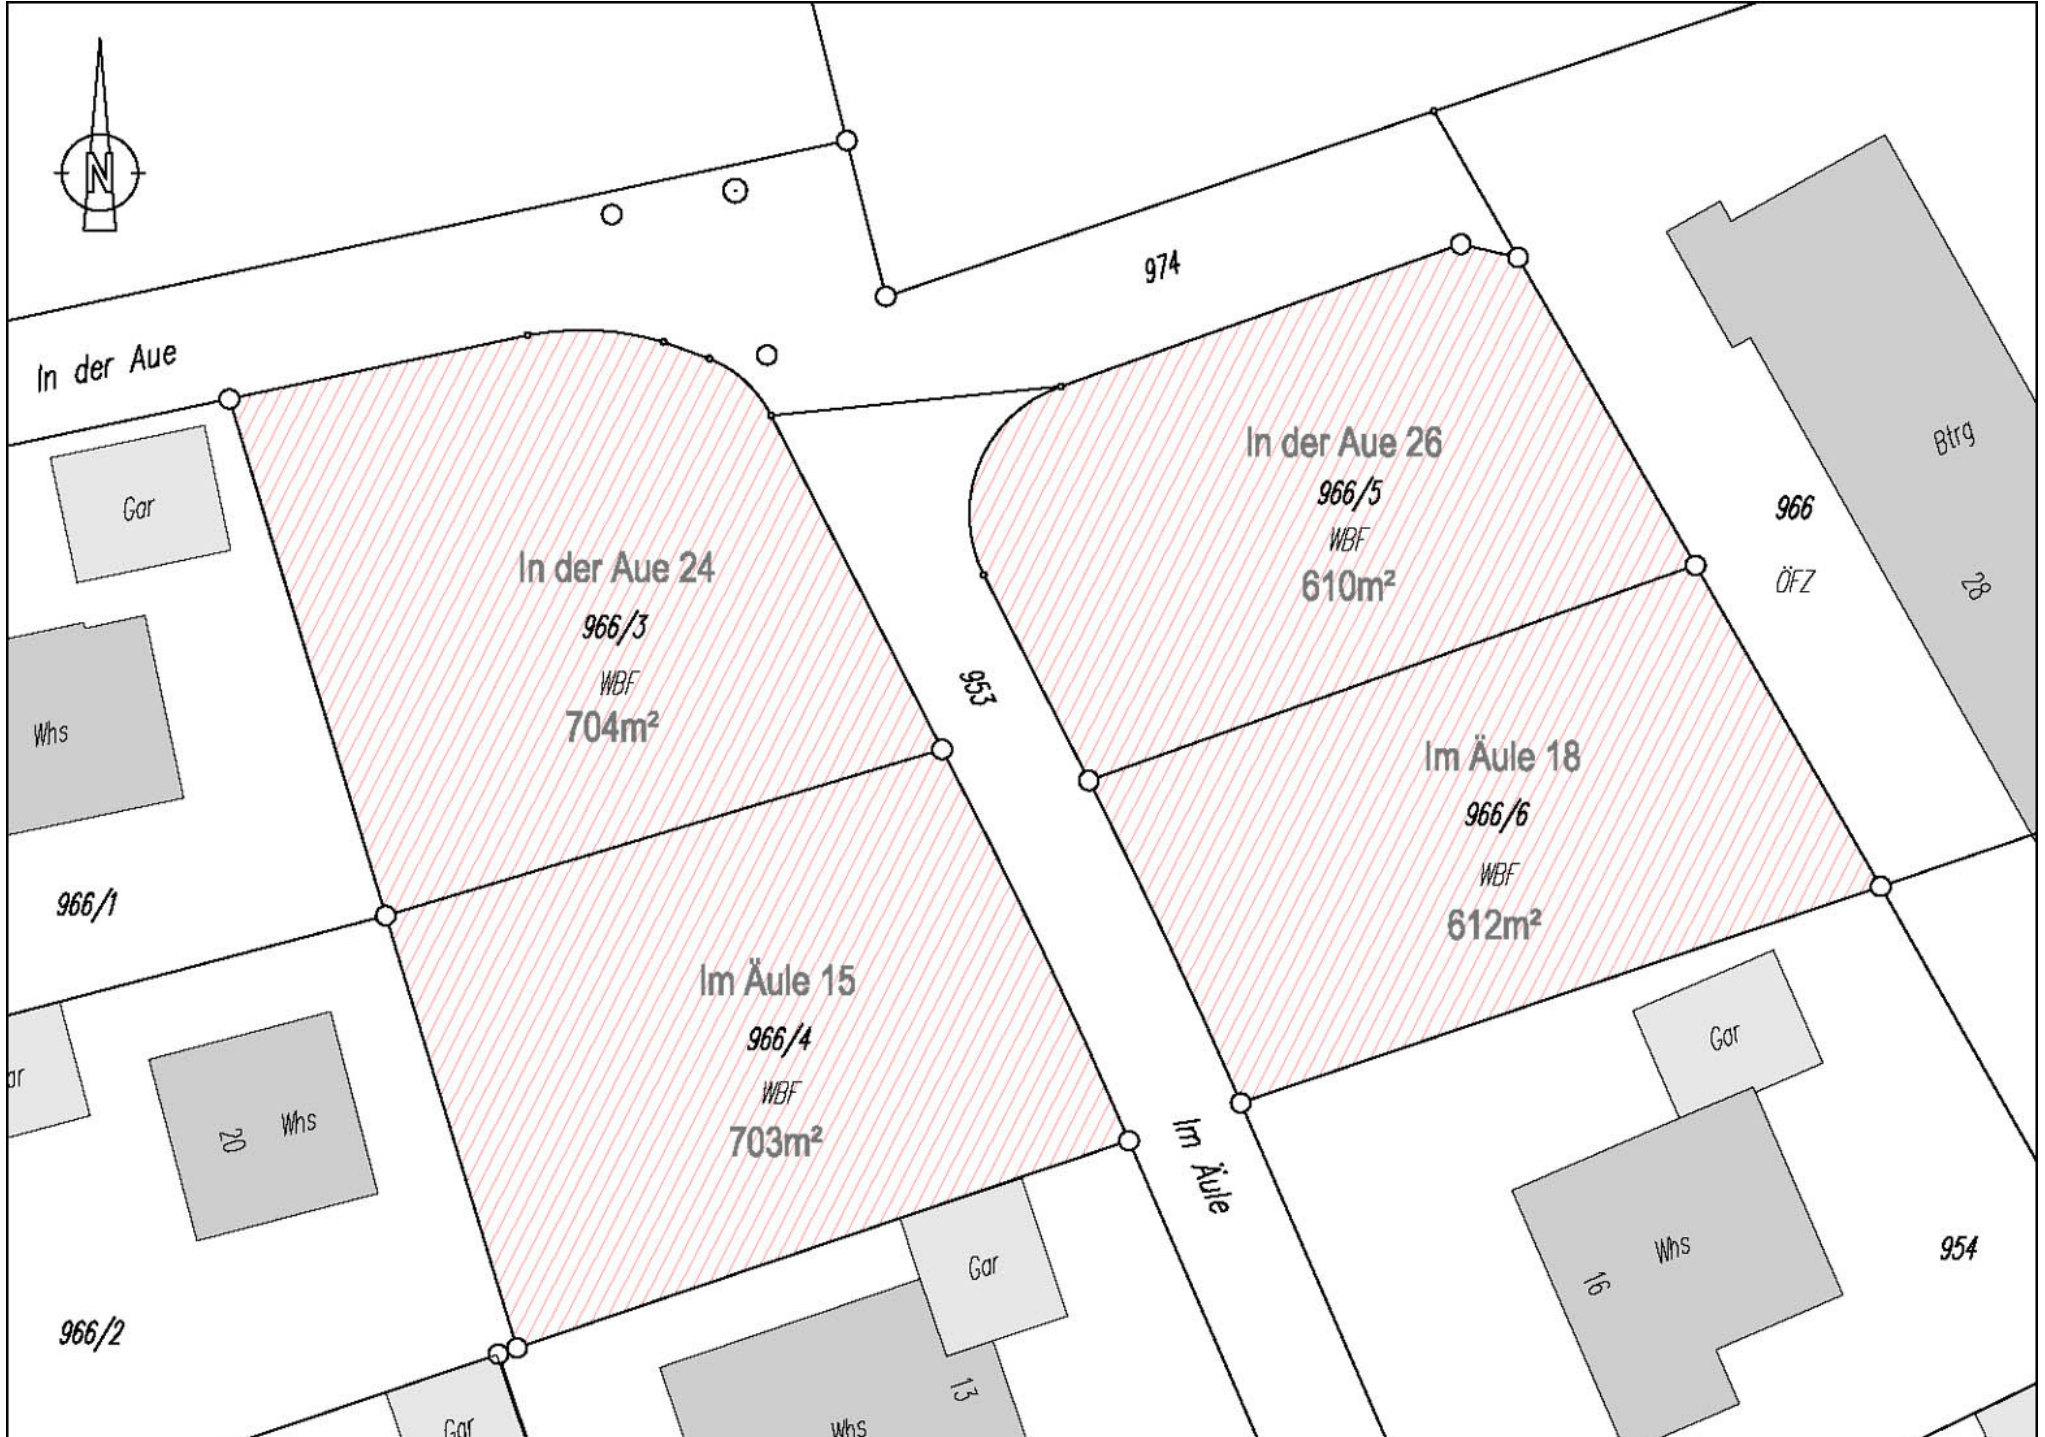 N
974
In der Aue
In der Aue 26
966/5
WBF
610m²
Btrg
28
966
ÖFZ
Gar
In der Aue 24
966/3
WBF
704m²
Whs
953
Im Äule 18
966/6
WBF
612m²
966/1
Im Äule 15
966/4
WBF
703m²
ar
20
Whs
Gar
Im Äule
Whs
16
954
Gar
966/2
13
Whs
Gar